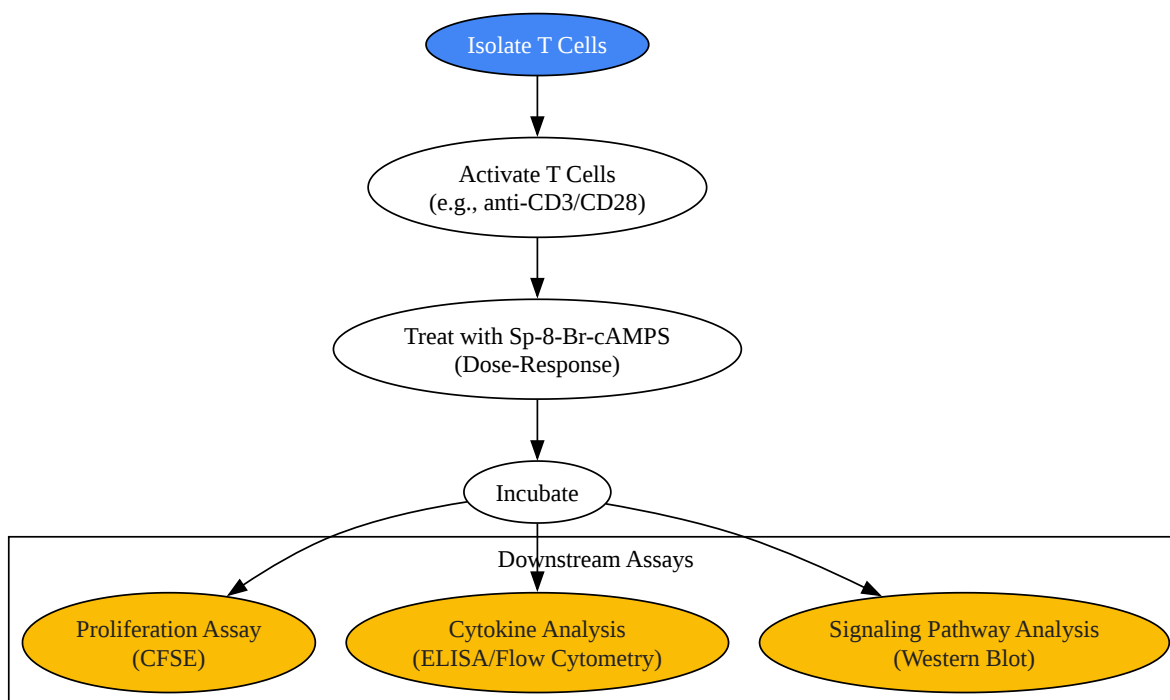 Isolate T Cells
Activate T Cells
(e.g., anti-CD3/CD28)
Treat with Sp-8-Br-cAMPS
(Dose-Response)
Incubate
Downstream Assays
Proliferation Assay
(CFSE)
Cytokine Analysis
(ELISA/Flow Cytometry)
Signaling Pathway Analysis
(Western Blot)